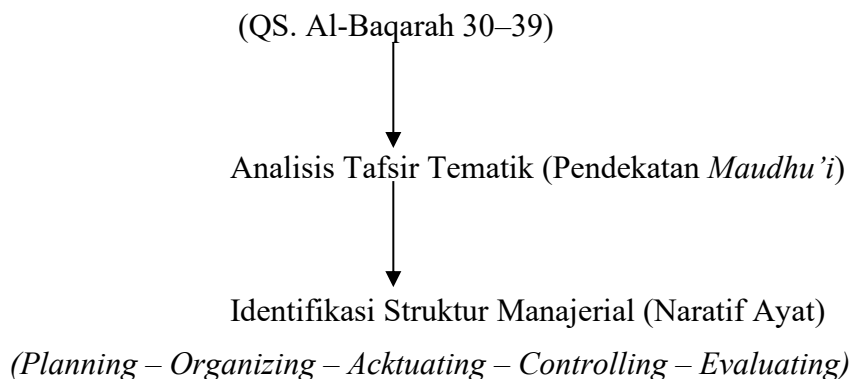 (QS. Al-Baqarah 30–39)
Analisis Tafsir Tematik (Pendekatan Maudhu’i)
Identifikasi Struktur Manajerial (Naratif Ayat)
(Planning – Organizing – Acktuating – Controlling – Evaluating)